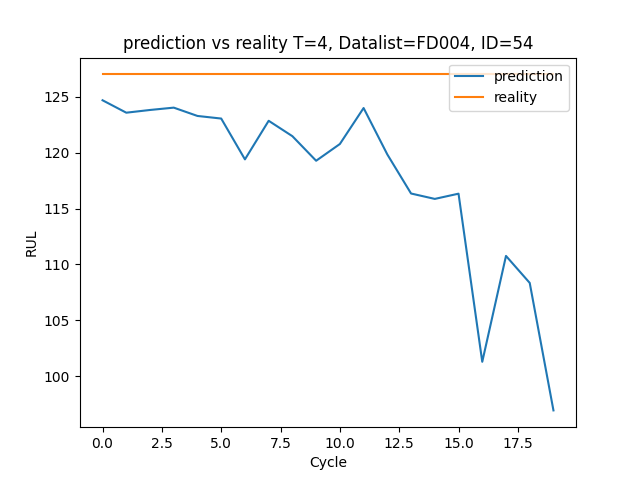 prediction vs reality T=4, Datalist=FD004, ID=54
prediction
reality
125
120
115
110
105
100
RUL
0.0 2.5 5.0 7.5 10.0 12.5 15.0 17.5
Cycle